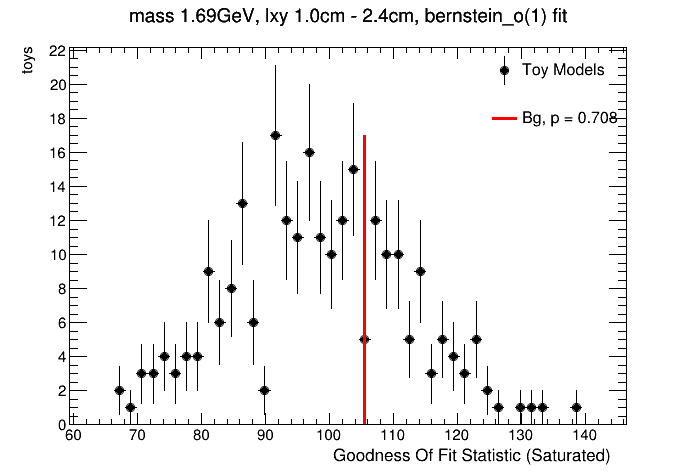 mass 1.69GeV, lxy 1.0cm - 2.4cm, bernstein_o(1) fit
toys
22
20
18
16
14
12
10
8
6
4
2
0
Toy Models
Bg, p = 0.708
60 70 80 90 100 110 120 130 140
Goodness Of Fit Statistic (Saturated)